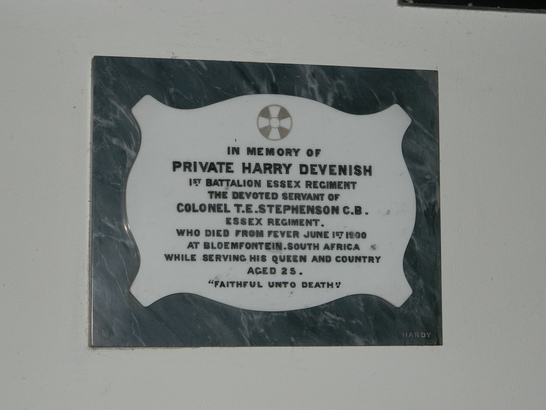 IN MEMORY OF
PRIVATE HARRY DEVENISH
1ST BATTALION ESSEX REGIMENT
THE DEVOTED SERVANT OF
COLONEL T.E.STEPHENSON C.B.
ESSEX REGIMENT.
WHO DIED FROM FEVER JUNE 1ST 1900
AT BLOEMFONTEIN.SOUTH AFRICA
WHILE SERVING HIS QUEEN AND COUNTRY
AGED 25.
"FAITHFUL UNTO DEATH"
HARDY